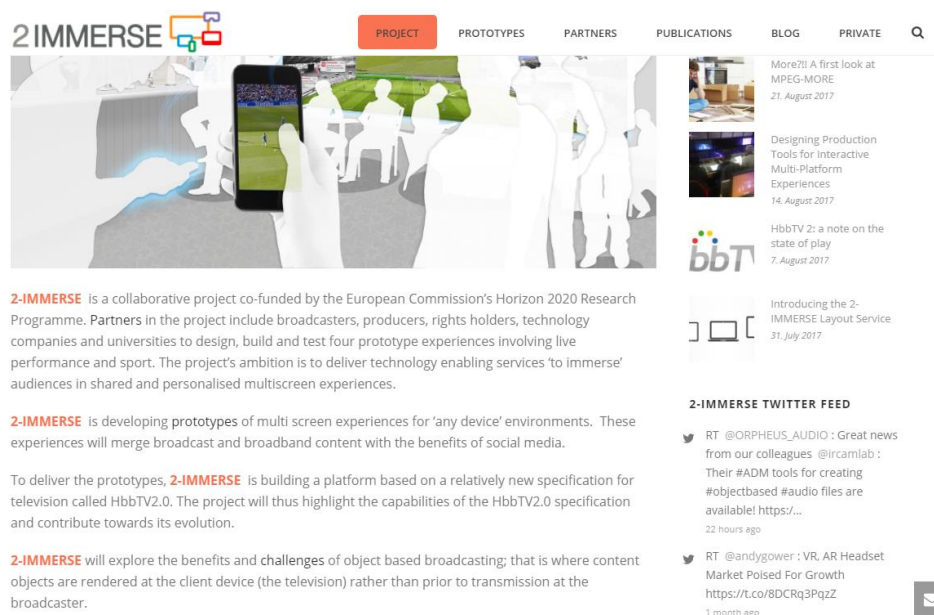 2 IMMERSE
PROJECT
PROTOTYPES
PARTNERS
PUBLICATIONS
BLOG
PRIVATE
2-IMMERSE is a collaborative project co-funded by the European Commission's Horizon 2020 Research
Programme. Partners in the project include broadcasters, producers, rights holders, technology
companies and universities to design, build and test four prototype experiences involving live
performance and sport. The project's ambition is to deliver technology enabling services 'to immerse'
audiences in shared and personalised multiscreen experiences.
2-IMMERSE is developing prototypes of multi screen experiences for 'any device' environments. These
experiences will merge broadcast and broadband content with the benefits of social media.
To deliver the prototypes, 2-IMMERSE is building a platform based on a relatively new specification for
television called HbbTV2.0. The project will thus highlight the capabilities of the HbbTV2.0 specification
and contribute towards its evolution.
2-IMMERSE will explore the benefits and challenges of object based broadcasting; that is where content
objects are rendered at the client device (the television) rather than prior to transmission at the
broadcaster.
More?!! A first look at
MPEG-MORE
21. August 2017
Designing Production
Tools for Interactive
Multi-Platform
Experiences
14. August 2017
bbTV
HbbTV 2: a note on the
state of play
7. August 2017
Introducing the 2-
IMMERSE Layout Service
31. July 2017
2-IMMERSE TWITTER FEED
RT @ORPHEUS_AUDIO : Great news
from our colleagues @ircamlab :
Their #ADM tools for creating
#objectbased #audio files are
available! https:/...
22 hours ago
RT @andygower : VR, AR Headset
Market Poised For Growth
https://t.co/8DCRq3PqzZ
1 month ago